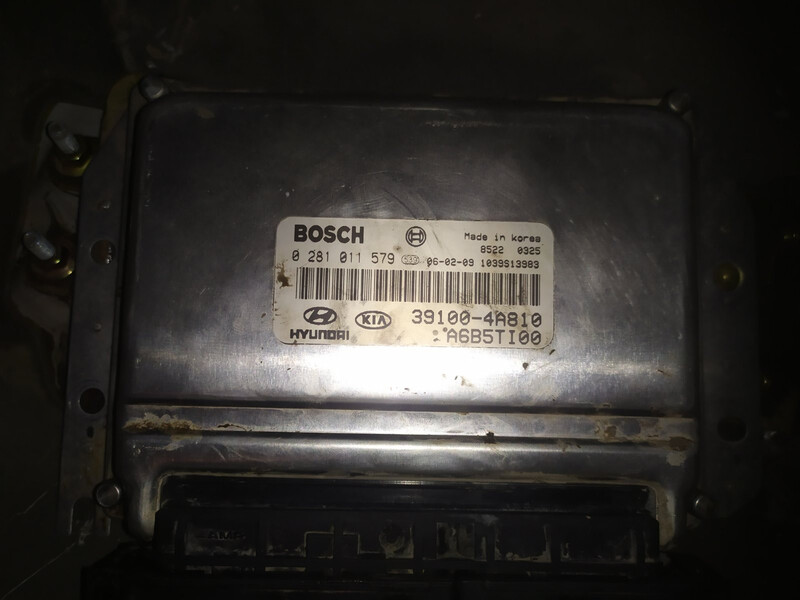 BOSCH
Made in korea
8522 0325
0 281 011 579
06-02-09 1039S13983
HYUNDAI
KIA
39100-4A810
A6B5TI00